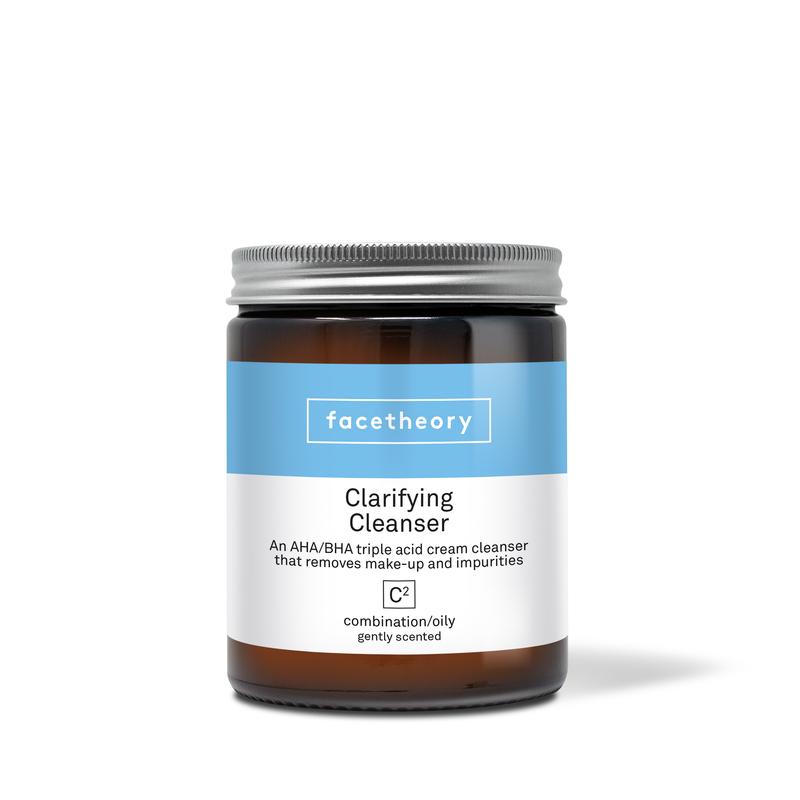 facetheory
Clarifying
Cleanser
An AHA/BHA triple acid cream cleanser
that removes make-up and impurities
C²
combination/oily
gently scented